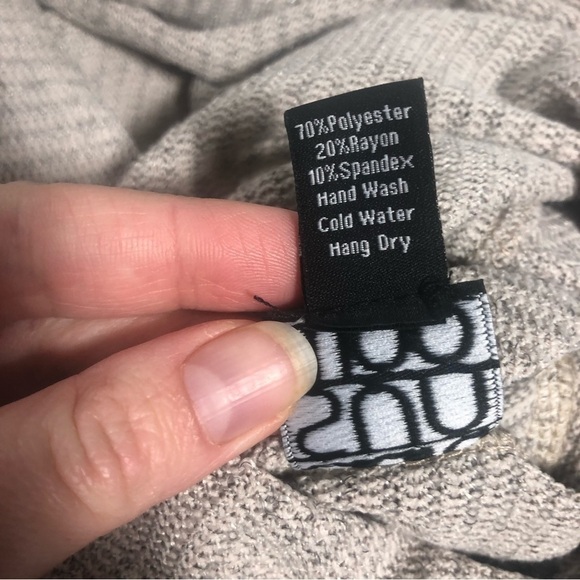 70%Polyester
20%Rayon
10%Spandex
Hand Wash
Cold Water
Hang Dry